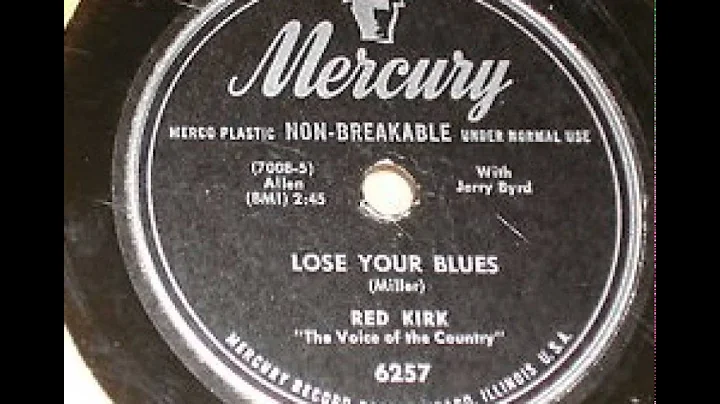 Mercury
MERCO PLASTIC NON-BREAKABLE UNDER NORMAL USE
(7008-5)
Allen
(BMI) 2:45
With
Jerry Byrd
LOSE YOUR BLUES
(Miller)
RED KIRK
"The Voice of the Country"
6257
MERCURY RECORD ILLINOIS U.S.A.